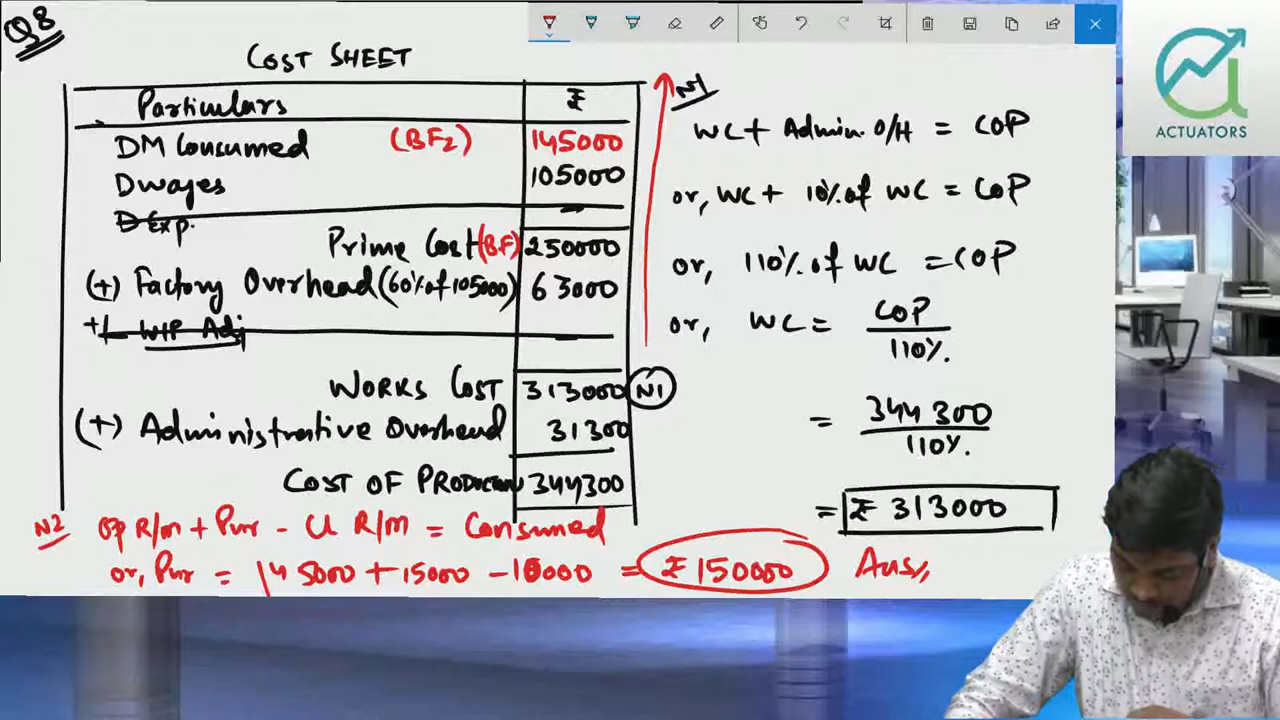 Q8
COST SHEET
Particulars ₹
DM Consumed (BF2) 145000
D wages 105000
D Exp. —
Prime Cost (BF) 250000
(+) Factory Overhead (60% of 105000) 63000
+/- WIP Adj —
WORKS COST 313000 N1
(+) Administrative Overhead 31300
COST OF PRODUCTION 344300
N1
WC + Admin. O/H = COP
or, WC + 10% of WC = COP
or, 110% of WC = COP
or, WC = COP
110%.
= 344300
110%.
= ₹ 313000
N2 Op R/m + Pur - Cl R/m = Consumed
or, Pur = 145000 + 15000 - 10000 = ₹ 150000 Ans,
ACTUATORS